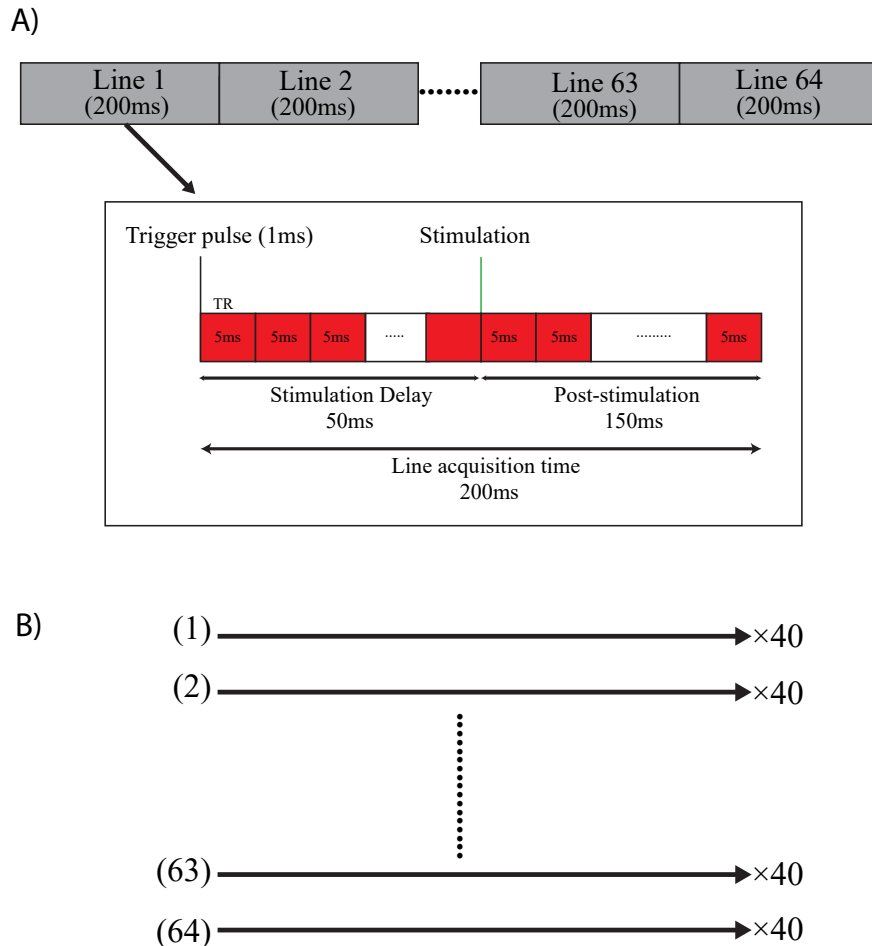 A)
Line 1 Line 2 Line 63 Line 64
(200ms) (200ms) (200ms) (200ms)
Trigger pulse (1ms) Stimulation
TR
5ms 5ms 5ms ..... 5ms 5ms ......... 5ms
Stimulation Delay Post-stimulation
50ms 150ms
Line acquisition time
200ms
B)
(1) ×40
(2) ×40
(63) ×40
(64) ×40